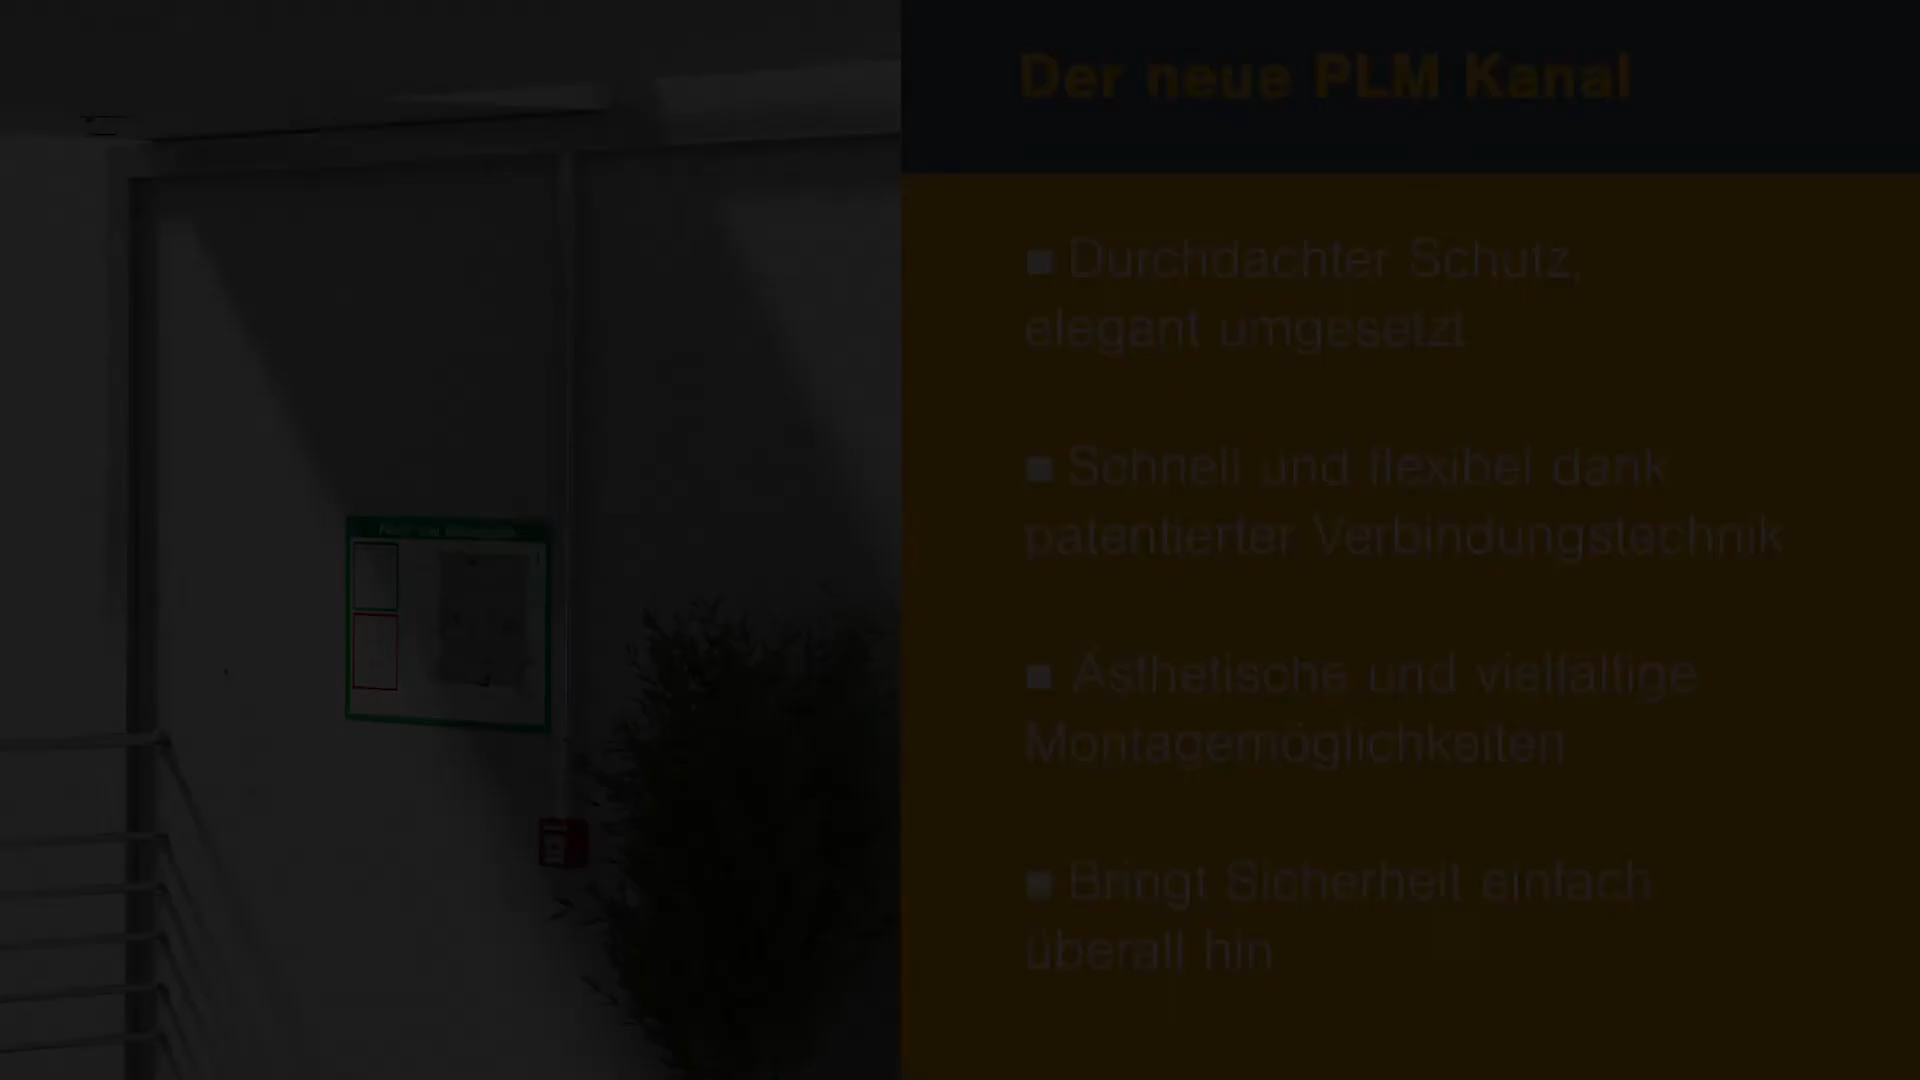 Der neue PLM Kanal
■ Durchdachter Schutz,
elegant umgesetzt
■ Schnell und flexibel dank
patentierter Verbindungstechnik
■ Ästhetische und vielfältige
Montagemöglichkeiten
■ Bringt Sicherheit einfach
überall hin